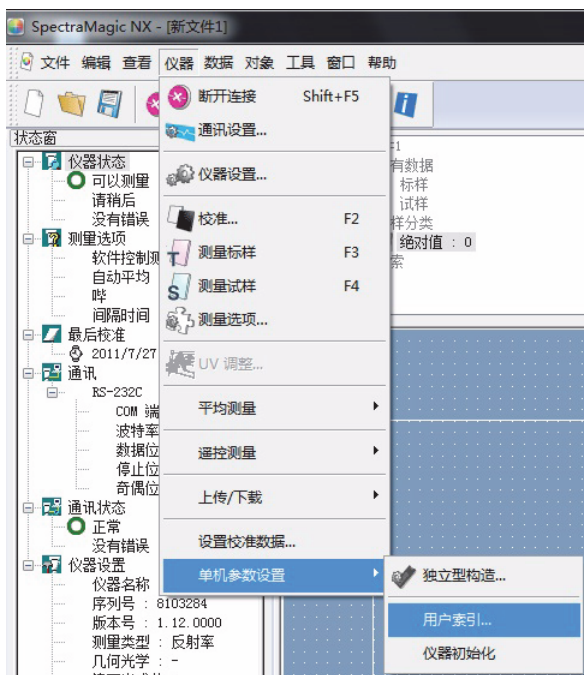 SpectraMagic NX - [新文件1]
文件 编辑 查看 仪器 数据 对象 工具 窗口 帮助
断开连接 Shift+F5
通讯设置...
仪器设置...
校准... F2
测量标样 F3
测量试样 F4
测量选项...
UV 调整...
平均测量
遥控测量
上传/下载
设置校准数据...
单机参数设置
独立型构造...
用户索引...
仪器初始化
状态窗
仪器状态
可以测量
请稍后
没有错误
测量选项
软件控制测
自动平均
哔
间隔时间
最后校准
2011/7/27
通讯
RS-232C
COM 端
波特率
数据位
停止位
奇偶位
通讯状态
正常
没有错误
仪器设置
仪器名称
序列号 : 8103284
版本号 : 1.12.0000
测量类型 : 反射率
几何光学 : -
有数据
标样
试样
样分类
绝对值 : 0
索